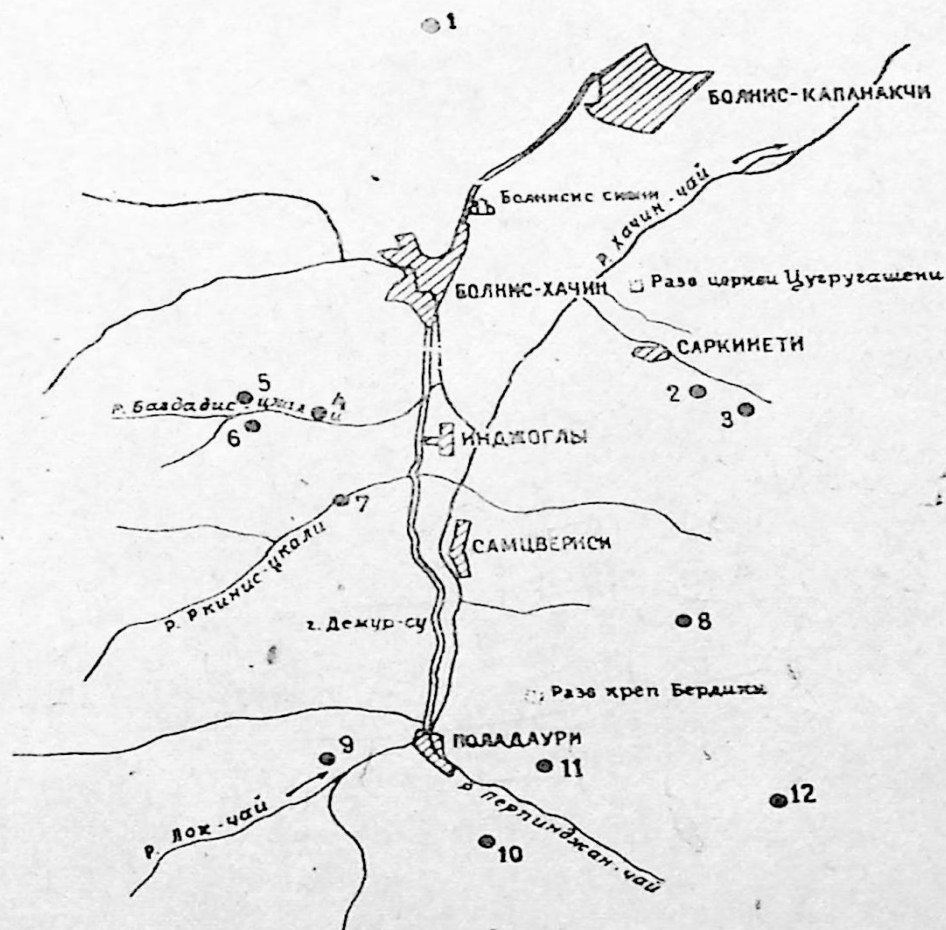 1
БОЛНИС-КАПАНАКЧИ
Болнисис сиони
р. Хачин-чай
БОЛНИС-ХАЧИН
Разв церкви Цугругашени
САРКИНЕТИ
2
3
5
4
р. Балдадис-цкали
6
ИНДЖОГЛЫ
7
САМЦВЕРИСИ
р. Ркинис-цкали
г. Демур-су
8
Разв креп Бердики
ПОЛАДАУРИ
9
11
12
р. Лок-чай
р. Перпинджан-чай
10